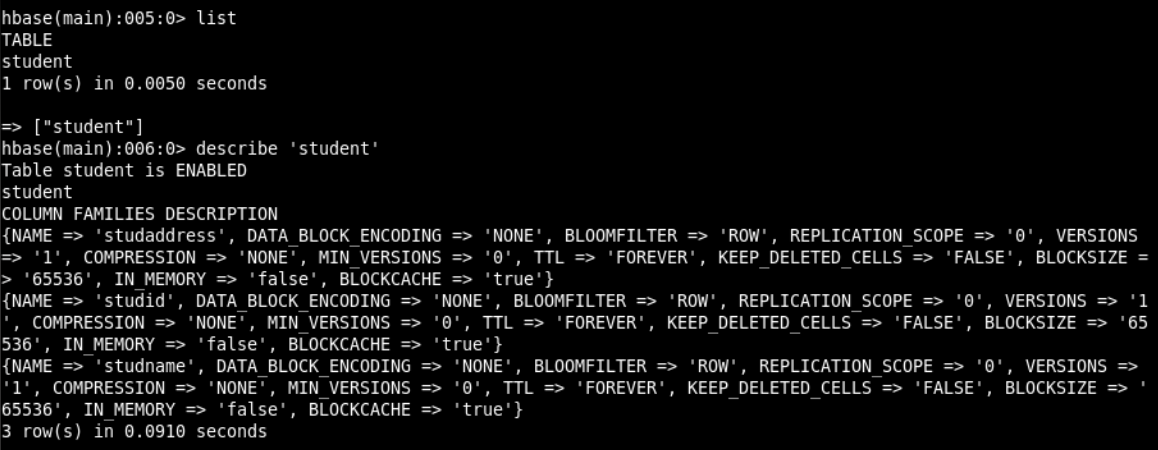 hbase(main):005:0> list
TABLE
student
1 row(s) in 0.0050 seconds

=> ["student"]
hbase(main):006:0> describe 'student'
Table student is ENABLED
student
COLUMN FAMILIES DESCRIPTION
{NAME => 'studaddress', DATA_BLOCK_ENCODING => 'NONE', BLOOMFILTER => 'ROW', REPLICATION_SCOPE => '0', VERSIONS
=> '1', COMPRESSION => 'NONE', MIN_VERSIONS => '0', TTL => 'FOREVER', KEEP_DELETED_CELLS => 'FALSE', BLOCKSIZE =
> '65536', IN_MEMORY => 'false', BLOCKCACHE => 'true'}
{NAME => 'studid', DATA_BLOCK_ENCODING => 'NONE', BLOOMFILTER => 'ROW', REPLICATION_SCOPE => '0', VERSIONS => '1
', COMPRESSION => 'NONE', MIN_VERSIONS => '0', TTL => 'FOREVER', KEEP_DELETED_CELLS => 'FALSE', BLOCKSIZE => '65
536', IN_MEMORY => 'false', BLOCKCACHE => 'true'}
{NAME => 'studname', DATA_BLOCK_ENCODING => 'NONE', BLOOMFILTER => 'ROW', REPLICATION_SCOPE => '0', VERSIONS =>
'1', COMPRESSION => 'NONE', MIN_VERSIONS => '0', TTL => 'FOREVER', KEEP_DELETED_CELLS => 'FALSE', BLOCKSIZE => '
65536', IN_MEMORY => 'false', BLOCKCACHE => 'true'}
3 row(s) in 0.0910 seconds